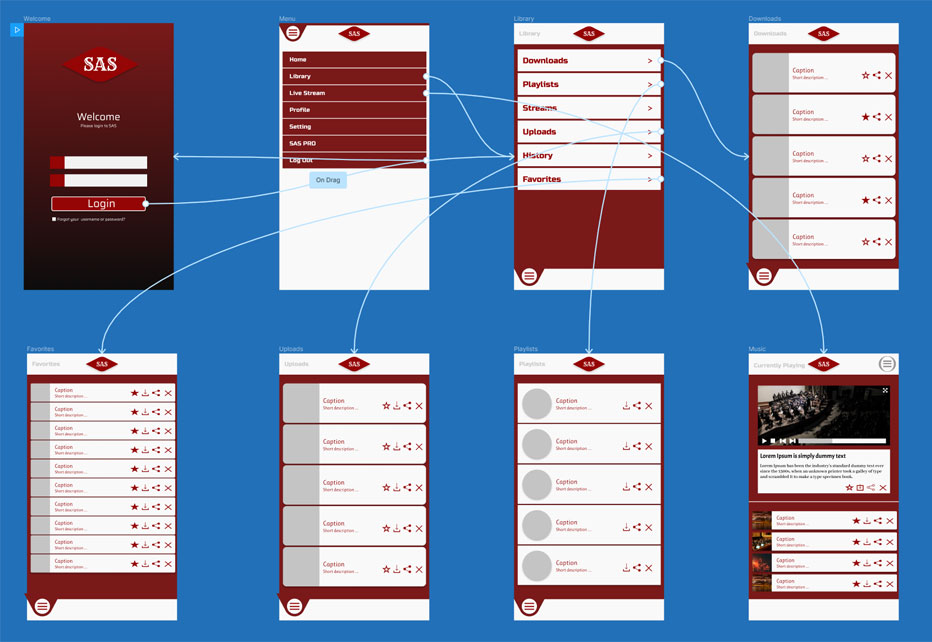 Welcome
SAS
Welcome
Please login to SAS
Login
Forgot your username or password?
Menu
SAS
Home
Library
Live Stream
Profile
Setting
SAS PRO
Log Out
On Drag
Library
Library
SAS
Downloads >
Playlists >
Streams >
Uploads >
History >
Favorites >
Downloads
Downloads
SAS
Caption
Short description ...
Caption
Short description ...
Caption
Short description ...
Caption
Short description ...
Caption
Short description ...
Favorites
Favorites
SAS
Caption
Short description ...
Caption
Short description ...
Caption
Short description ...
Caption
Short description ...
Caption
Short description ...
Caption
Short description ...
Caption
Short description ...
Caption
Short description ...
Caption
Short description ...
Caption
Short description ...
Uploads
Uploads
SAS
Caption
Short description ...
Caption
Short description ...
Caption
Short description ...
Caption
Short description ...
Caption
Short description ...
Playlists
Playlists
SAS
Caption
Short description ...
Caption
Short description ...
Caption
Short description ...
Caption
Short description ...
Caption
Short description ...
Music
Currently Playing
SAS
Lorem Ipsum is simply dummy text
Lorem Ipsum has been the industry's standard dummy text ever
since the 1500s, when an unknown printer took a galley of type
and scrambled it to make a type specimen book.
Caption
Short description ...
Caption
Short description ...
Caption
Short description ...
Caption
Short description ...